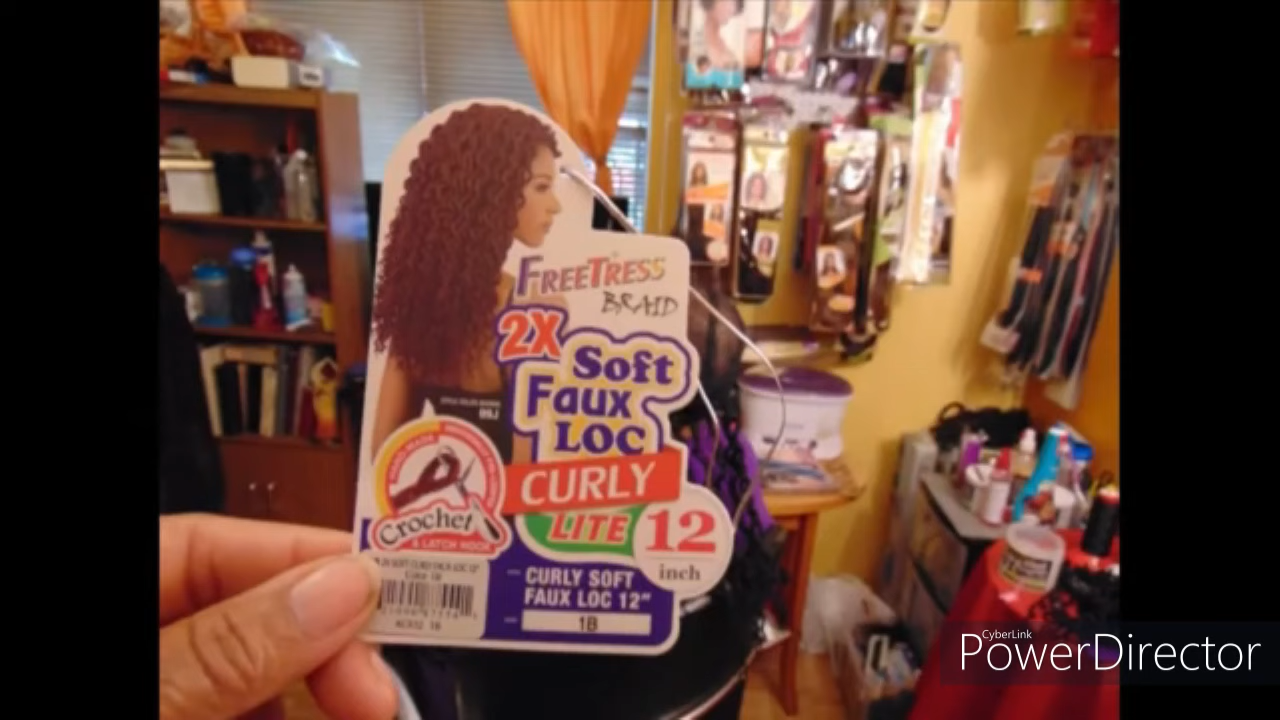 FREETRESS
BRAID
2X
Soft
Faux
LOC
CURLY
LITE
12
inch
Crochet
& LATCH HOOK
99J
CURLY SOFT
FAUX LOC 12"
1B
CyberLink
PowerDirector